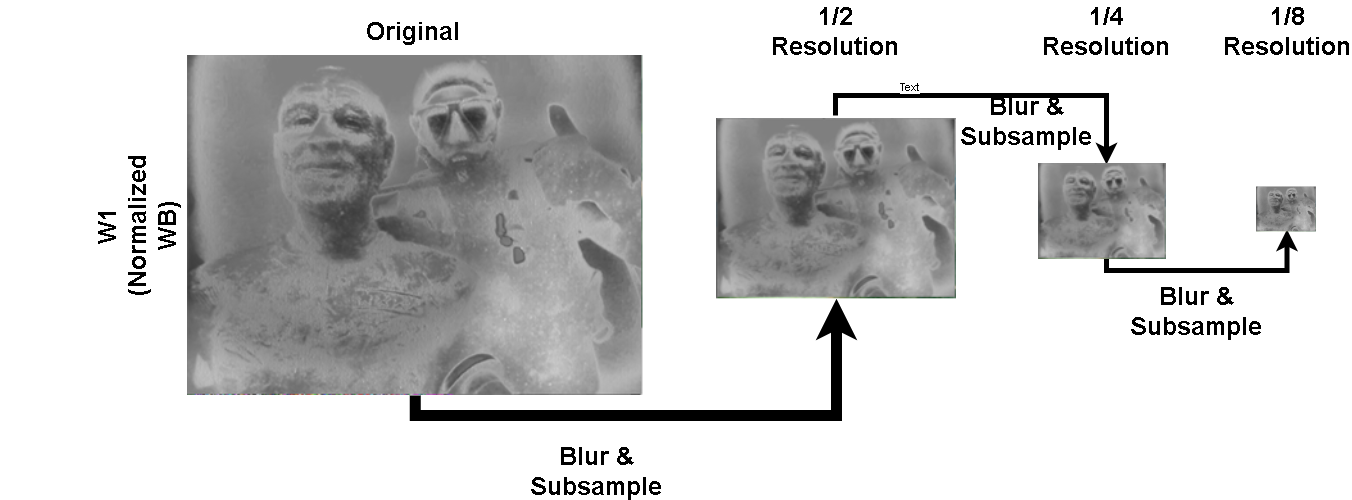 Original
1/2
Resolution
1/4
Resolution
1/8
Resolution
Text
Blur &
Subsample
W1
(Normalized
WB)
Blur &
Subsample
Blur &
Subsample